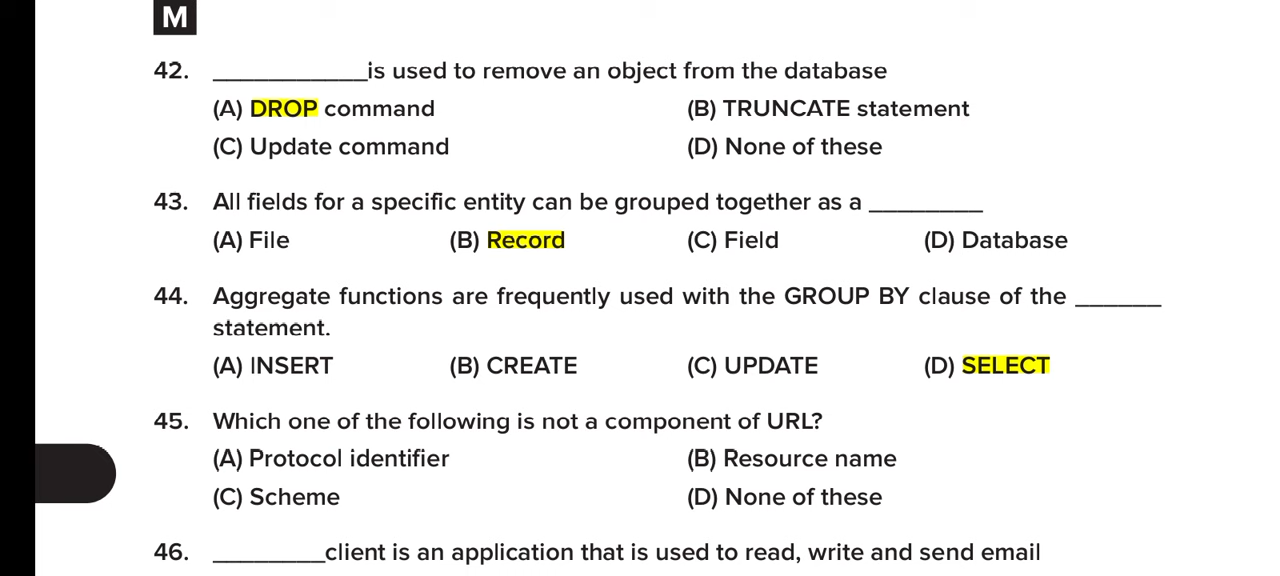 M
42. ___________is used to remove an object from the database
(A) DROP command (B) TRUNCATE statement
(C) Update command (D) None of these
43. All fields for a specific entity can be grouped together as a ________
(A) File (B) Record (C) Field (D) Database
44. Aggregate functions are frequently used with the GROUP BY clause of the ______
statement.
(A) INSERT (B) CREATE (C) UPDATE (D) SELECT
45. Which one of the following is not a component of URL?
(A) Protocol identifier (B) Resource name
(C) Scheme (D) None of these
46. ________client is an application that is used to read, write and send email